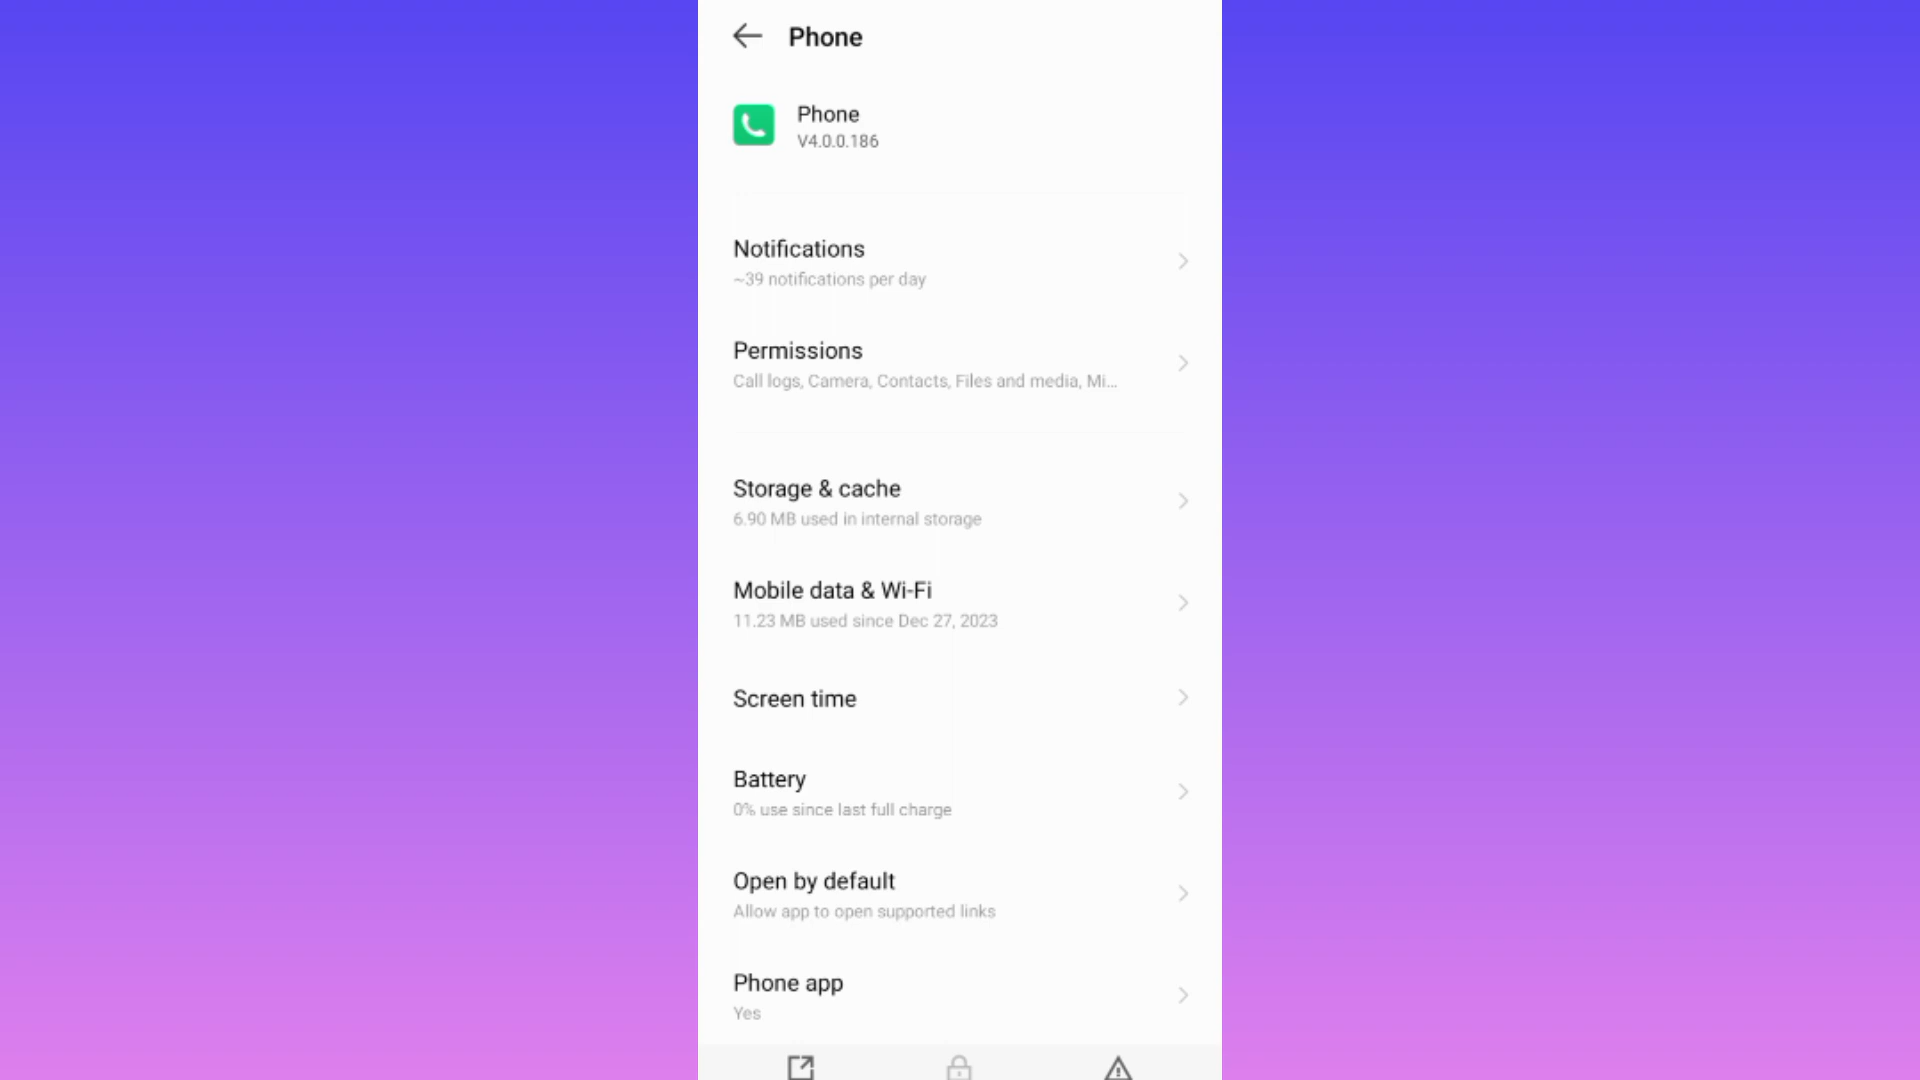 Phone
Phone
V4.0.0.186
Notifications
~39 notifications per day
Permissions
Call logs, Camera, Contacts, Files and media, Mi...
Storage & cache
6.90 MB used in internal storage
Mobile data & Wi-Fi
11.23 MB used since Dec 27, 2023
Screen time
Battery
0% use since last full charge
Open by default
Allow app to open supported links
Phone app
Yes